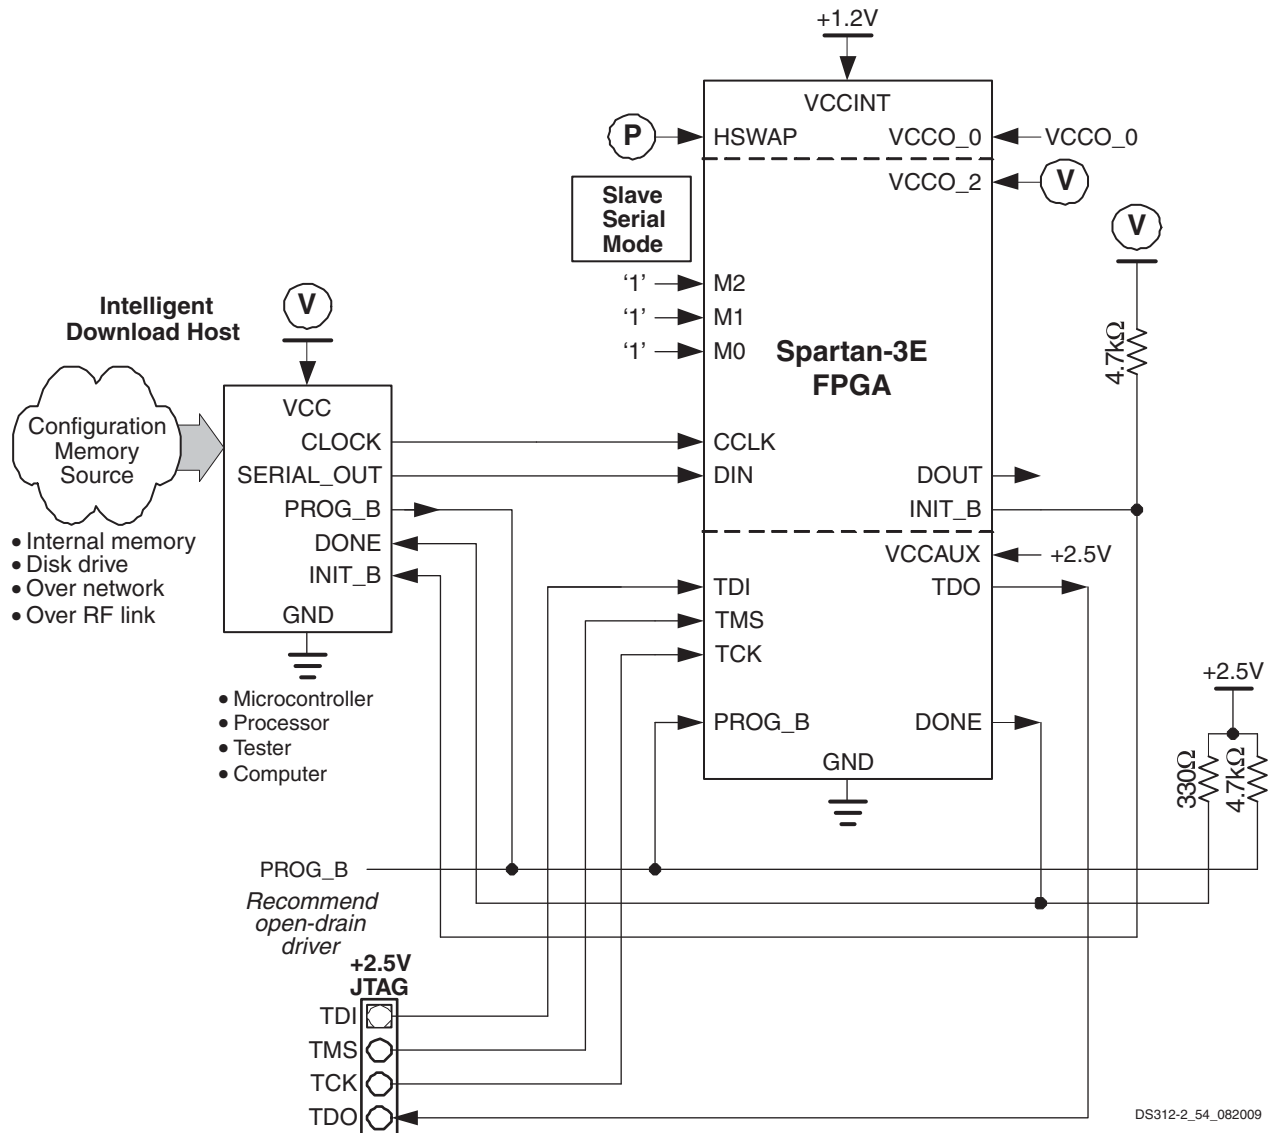 +1.2V
VCCINT
P
HSWAP
VCCO_0
VCCO_0
VCCO_2
V
Slave
Serial
Mode
V
‘1’
M2
‘1’
M1
‘1’
M0
Spartan-3E
FPGA
4.7kΩ
Intelligent
Download Host
V
Configuration
Memory
Source
VCC
CLOCK
SERIAL_OUT
PROG_B
DONE
INIT_B
GND
CCLK
DIN
DOUT
INIT_B
• Internal memory
• Disk drive
• Over network
• Over RF link
VCCAUX
+2.5V
TDI
TDO
TMS
TCK
PROG_B
DONE
GND
• Microcontroller
• Processor
• Tester
• Computer
+2.5V
330Ω
4.7kΩ
PROG_B
Recommend
open-drain
driver
+2.5V
JTAG
TDI
TMS
TCK
TDO
DS312-2_54_082009